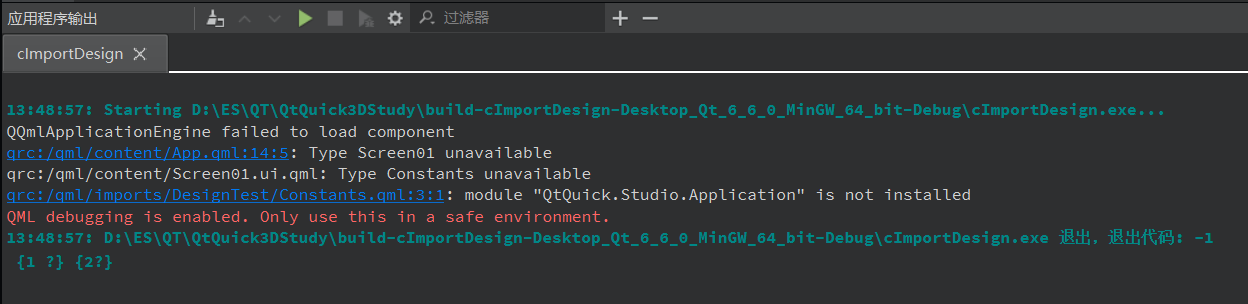 应用程序输出
过滤器
cImportDesign
13:48:57: Starting D:\ES\QT\QtQuick3DStudy\build-cImportDesign-Desktop_Qt_6_6_0_MinGW_64_bit-Debug\cImportDesign.exe...
QQmlApplicationEngine failed to load component
qrc:/qml/content/App.qml:14:5: Type Screen01 unavailable
qrc:/qml/content/Screen01.ui.qml: Type Constants unavailable
qrc:/qml/imports/DesignTest/Constants.qml:3:1: module "QtQuick.Studio.Application" is not installed
QML debugging is enabled. Only use this in a safe environment.
13:48:57: D:\ES\QT\QtQuick3DStudy\build-cImportDesign-Desktop_Qt_6_6_0_MinGW_64_bit-Debug\cImportDesign.exe 退出，退出代码: -1
{1 ?} {2?}